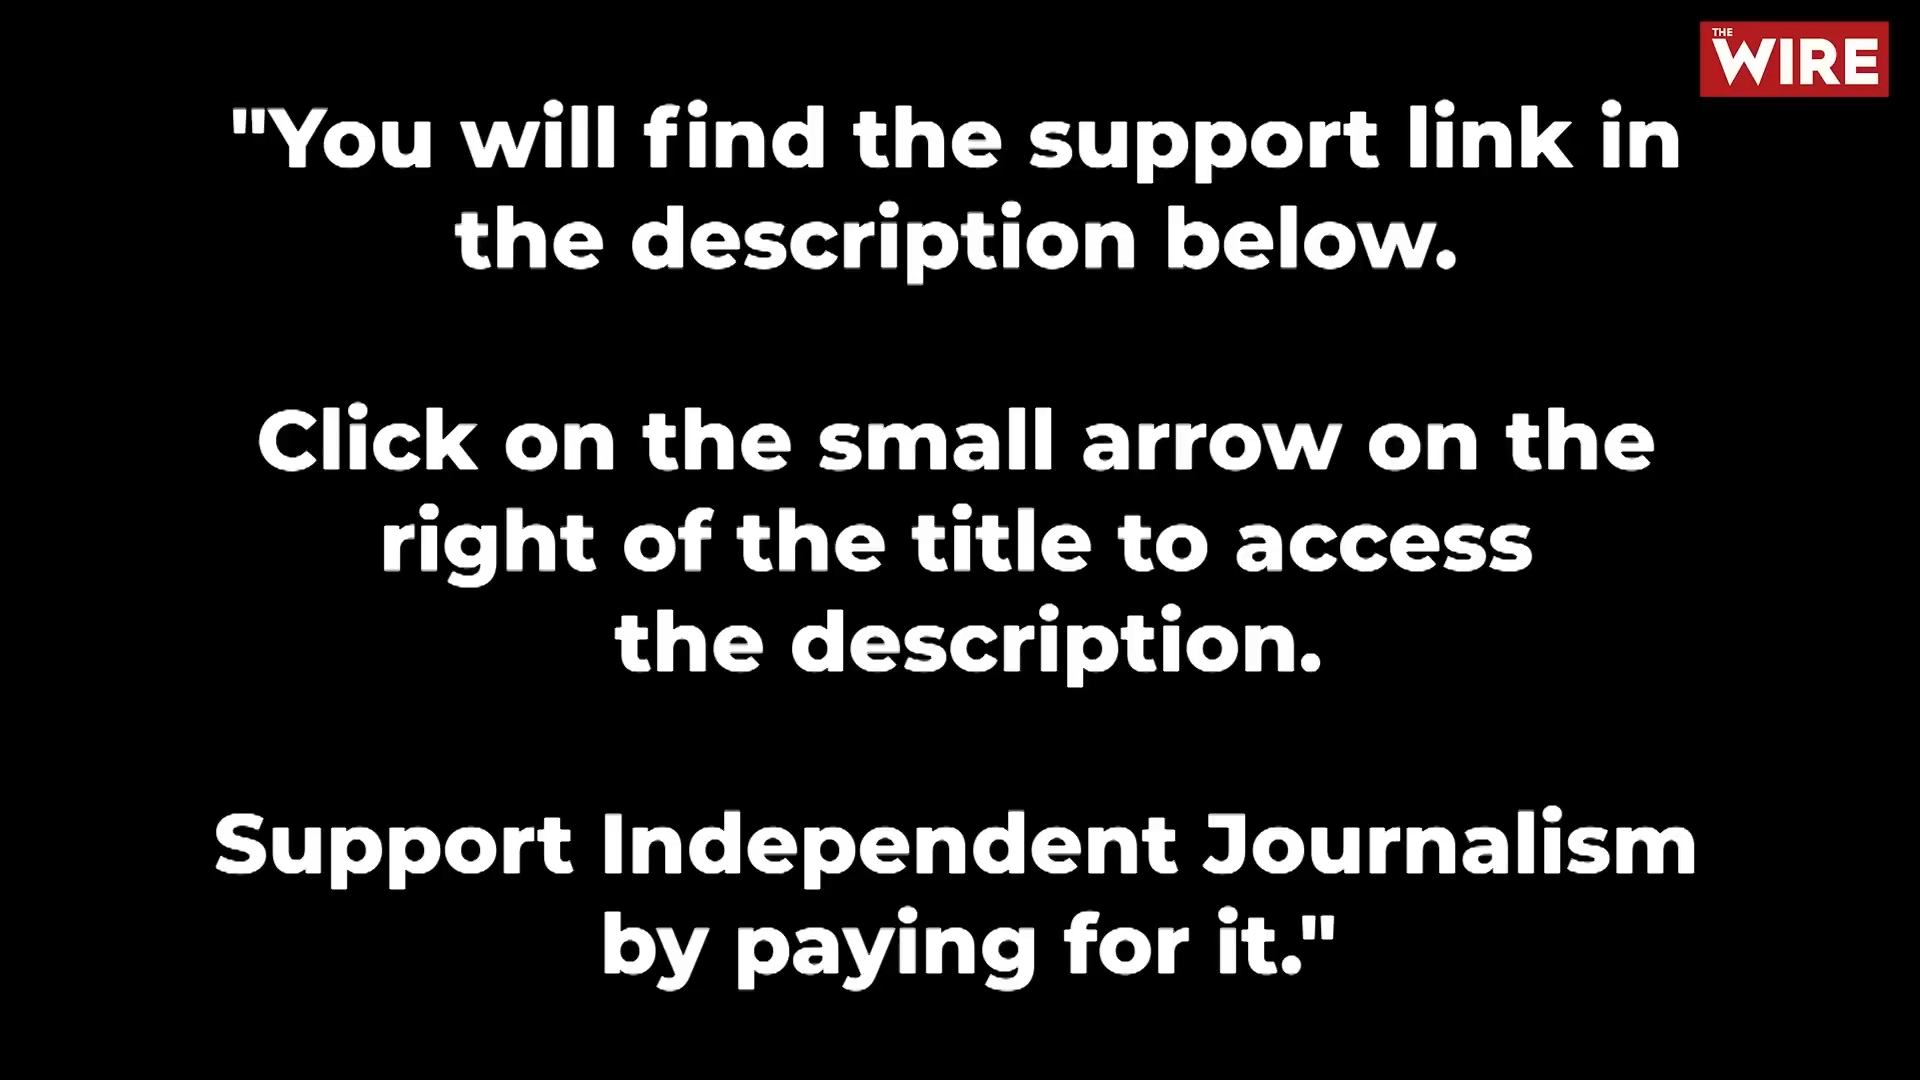 THE
WIRE
"You will find the support link in
the description below.
Click on the small arrow on the
right of the title to access
the description.
Support Independent Journalism
by paying for it."